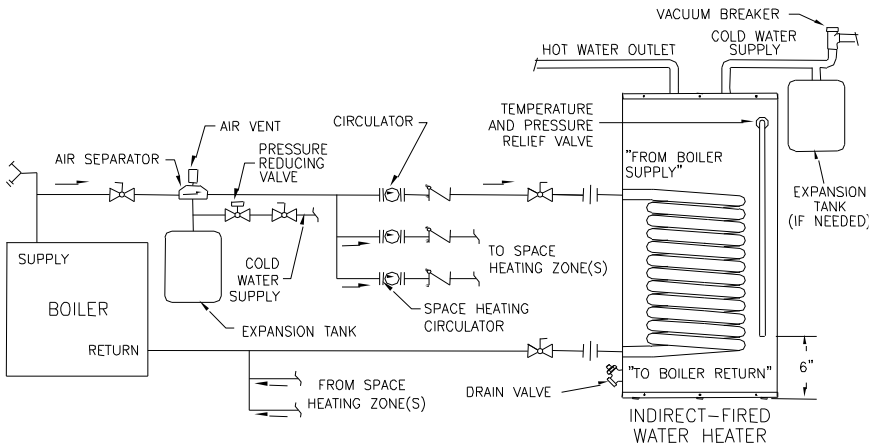 VACUUM BREAKER
HOT WATER OUTLET
COLD WATER
SUPPLY
AIR VENT
CIRCULATOR
TEMPERATURE
AND PRESSURE
RELIEF VALVE
PRESSURE
REDUCING
VALVE
AIR SEPARATOR
"FROM BOILER
SUPPLY"
EXPANSION
TANK
(IF NEEDED)
SUPPLY
COLD
WATER
SUPPLY
TO SPACE
HEATING ZONE(S)
BOILER
SPACE HEATING
CIRCULATOR
EXPANSION TANK
RETURN
6"
"TO BOILER RETURN"
FROM SPACE
HEATING ZONE(S)
DRAIN VALVE
INDIRECT-FIRED
WATER HEATER